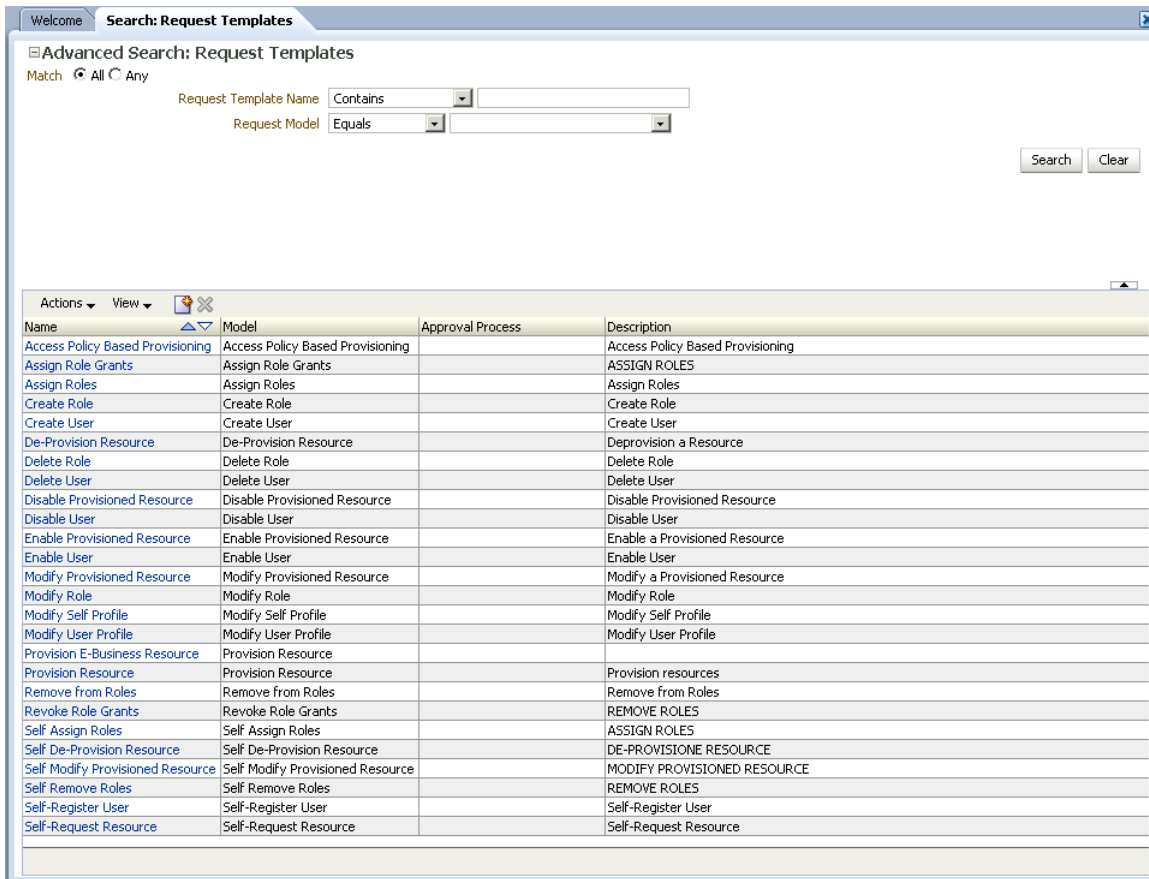 Welcome Search: Request Templates
Advanced Search: Request Templates
Match All Any
Request Template Name Contains
Request Model Equals
Search Clear
Actions View
Name Model Approval Process Description
Access Policy Based Provisioning Access Policy Based Provisioning Access Policy Based Provisioning
Assign Role Grants Assign Role Grants ASSIGN ROLES
Assign Roles Assign Roles Assign Roles
Create Role Create Role Create Role
Create User Create User Create User
De-Provision Resource De-Provision Resource Deprovision a Resource
Delete Role Delete Role Delete Role
Delete User Delete User Delete User
Disable Provisioned Resource Disable Provisioned Resource Disable Provisioned Resource
Disable User Disable User Disable User
Enable Provisioned Resource Enable Provisioned Resource Enable a Provisioned Resource
Enable User Enable User Enable User
Modify Provisioned Resource Modify Provisioned Resource Modify a Provisioned Resource
Modify Role Modify Role Modify Role
Modify Self Profile Modify Self Profile Modify Self Profile
Modify User Profile Modify User Profile Modify User Profile
Provision E-Business Resource Provision Resource
Provision Resource Provision Resource Provision resources
Remove from Roles Remove from Roles Remove from Roles
Revoke Role Grants Revoke Role Grants REMOVE ROLES
Self Assign Roles Self Assign Roles ASSIGN ROLES
Self De-Provision Resource Self De-Provision Resource DE-PROVISIONE RESOURCE
Self Modify Provisioned Resource Self Modify Provisioned Resource MODIFY PROVISIONED RESOURCE
Self Remove Roles Self Remove Roles REMOVE ROLES
Self-Register User Self-Register User Self-Register User
Self-Request Resource Self-Request Resource Self-Request Resource